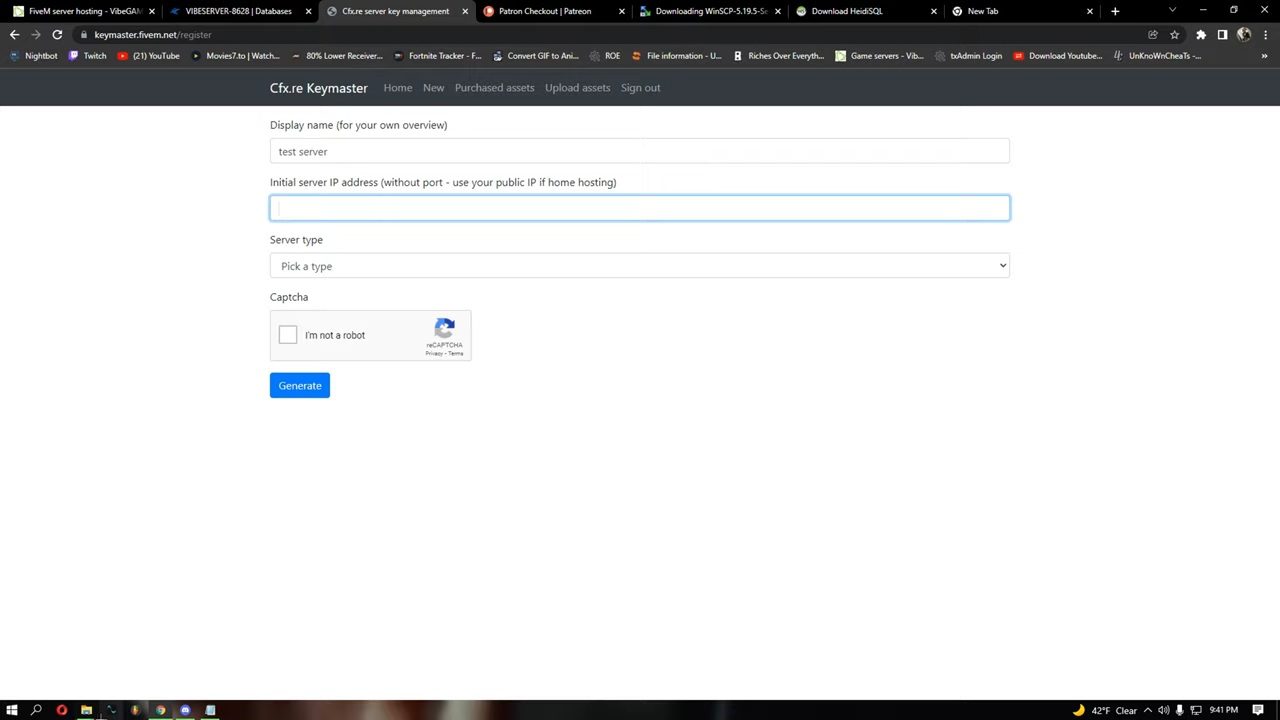 FiveM server hosting - VibeGAM
VIBESERVER-8628 | Databases
Cfx.re server key management
Patron Checkout | Patreon
Downloading WinSCP-5.19.5-Se
Download HeidiSQL
New Tab
keymaster.fivem.net/register
Nightbot
Twitch
(21) YouTube
Movies7.to | Watch...
80% Lower Receiver...
Fortnite Tracker - F...
Convert GIF to Ani...
ROE
File information - U...
Riches Over Everyth...
Game servers - Vib...
txAdmin Login
Download Youtube...
UnKnoWnCheaTs -...
»
Cfx.re Keymaster
Home
New
Purchased assets
Upload assets
Sign out
Display name (for your own overview)
test server
Initial server IP address (without port - use your public IP if home hosting)
Server type
Pick a type
Captcha
I'm not a robot
reCAPTCHA
Privacy - Terms
Generate
42°F Clear
9:41 PM